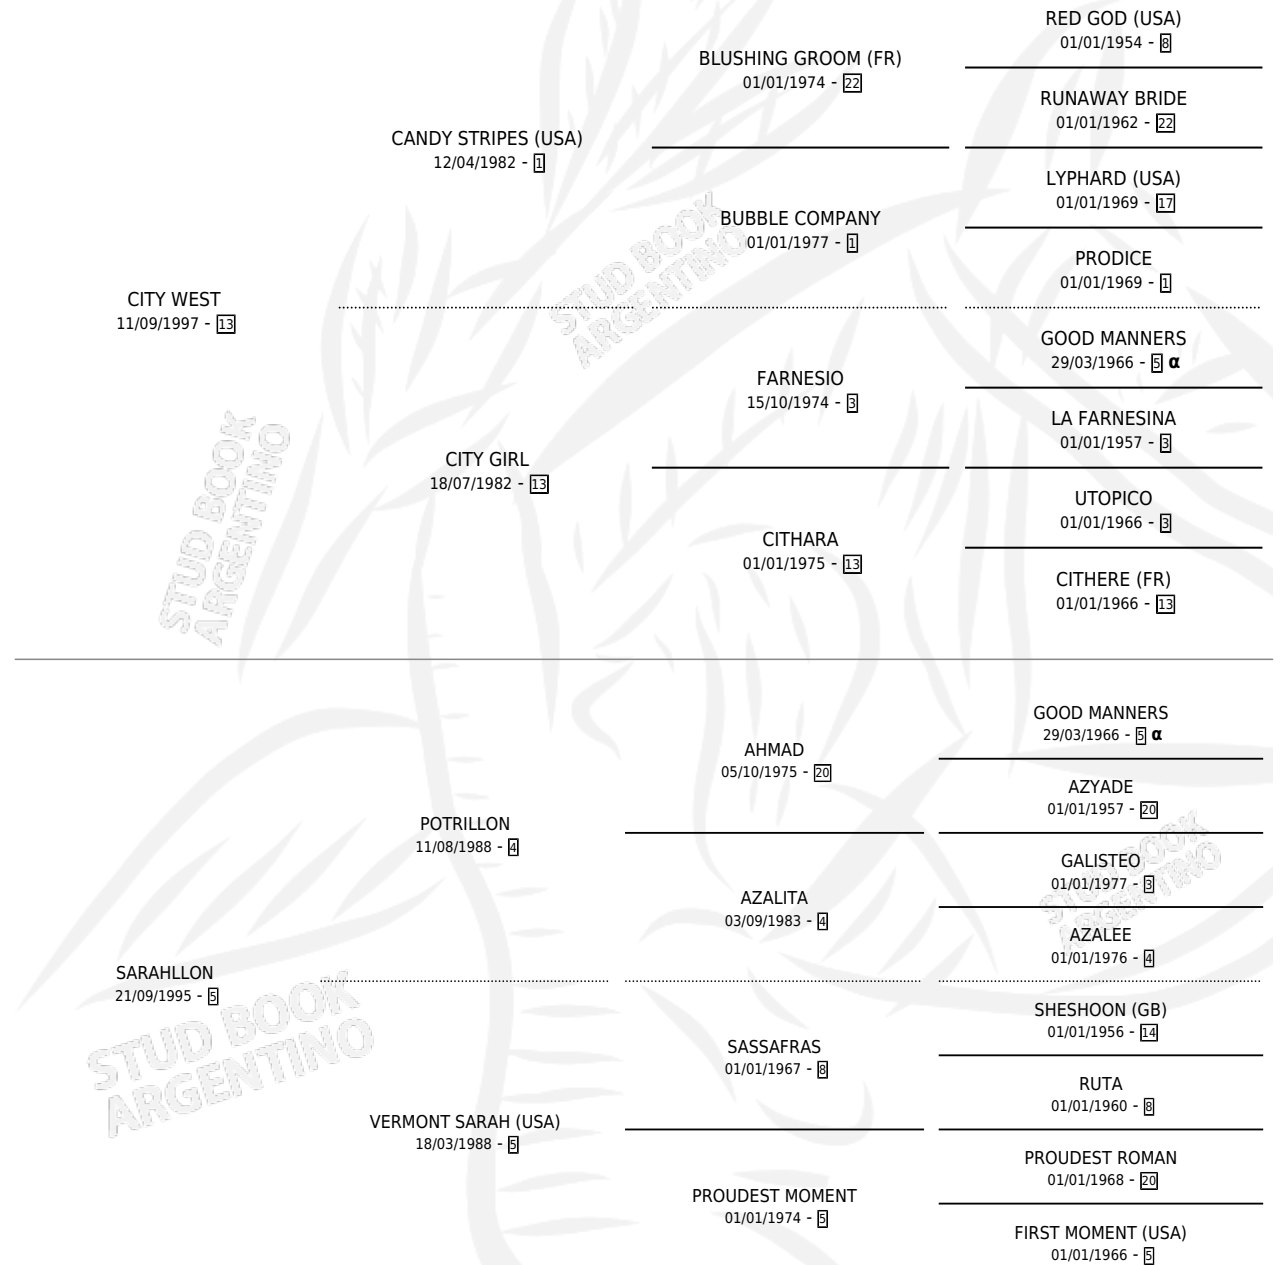 RED GOD (USA)
01/01/1954 - 8
BLUSHING GROOM (FR)
01/01/1974 - 22
RUNAWAY BRIDE
01/01/1962 - 22
CANDY STRIPES (USA)
12/04/1982 - 1
LYPHARD (USA)
01/01/1969 - 17
BUBBLE COMPANY
01/01/1977 - 1
PRODICE
01/01/1969 - 1
CITY WEST
11/09/1997 - 13
GOOD MANNERS
29/03/1966 - 5 α
FARNESIO
15/10/1974 - 3
LA FARNESINA
01/01/1957 - 3
CITY GIRL
18/07/1982 - 13
UTOPICO
01/01/1966 - 3
CITHARA
01/01/1975 - 13
CITHERE (FR)
01/01/1966 - 13
GOOD MANNERS
29/03/1966 - 5 α
AHMAD
05/10/1975 - 20
AZYADE
01/01/1957 - 20
POTRILLON
11/08/1988 - 4
GALISTEO
01/01/1977 - 3
AZALITA
03/09/1983 - 4
AZALEE
01/01/1976 - 4
SARAHLLON
21/09/1995 - 5
SHESHOON (GB)
01/01/1956 - 14
SASSAFRAS
01/01/1967 - 8
RUTA
01/01/1960 - 8
VERMONT SARAH (USA)
18/03/1988 - 5
PROUDEST ROMAN
01/01/1968 - 20
PROUDEST MOMENT
01/01/1974 - 5
FIRST MOMENT (USA)
01/01/1966 - 5
STUD BOOK
ARGENTINO
STUD BOOK
ARGENTINO
STUD BOOK
ARGENTINO
STUD BOOK
ARGENTINO